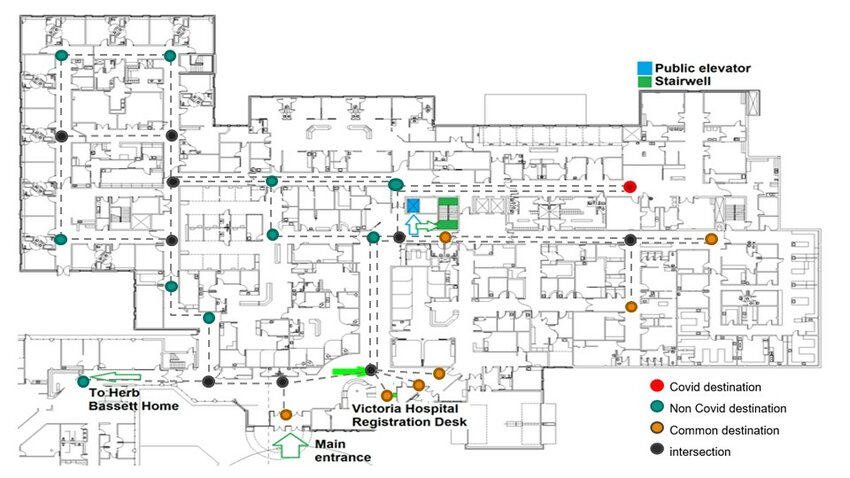 Public elevator
Stairwell
To Herb
Bassett Home
Victoria Hospital
Registration Desk
Main
entrance
Covid destination
Non Covid destination
Common destination
intersection